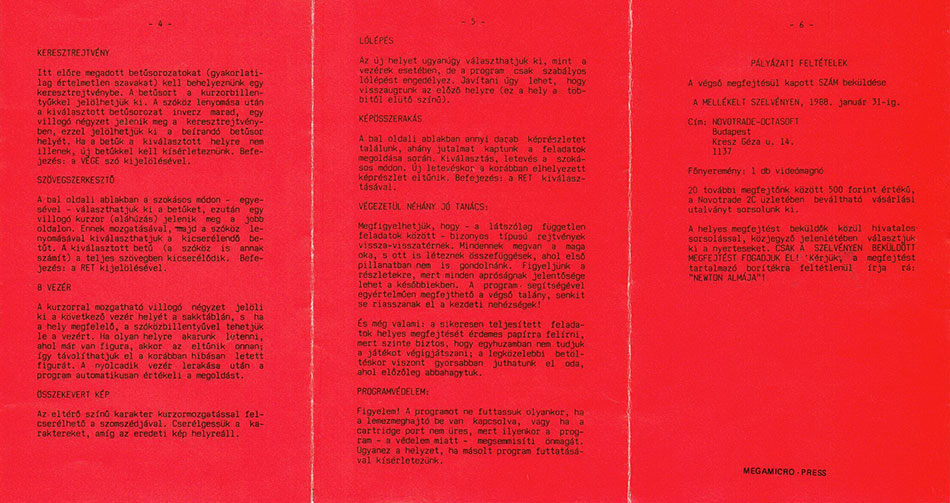 - 4 -
KERESZTREJTVÉNY
Itt előre megadott betűsorozatokat (gyakorlati-
lag értelmetlen szavakat) kell behelyeznünk egy
keresztrejtvénybe. A betűsort a kurzorbillen-
tyűkkel jelölhetjük ki. A szóköz lenyomása után
a kiválasztott betűsorozat inverz marad, egy
villogó négyzet jelenik meg a keresztrejtvény-
ben, ezzel jelölhetjük ki a beírandó betűsor
helyét. Ha a betűk a kiválasztott helyre nem
illenek, új betűkkel kell kísérleteznünk. Befe-
jezés: a VÉGE szó kijelölésével.
SZÖVEGSZERKESZTŐ
A bal oldali ablakban a szokásos módon - egye-
sével - választhatjuk ki a betűket, ezután egy
villogó kurzor (aláhúzás) jelenik meg a jobb
oldalon. Ennek mozgatásával, majd a szóköz le-
nyomásával kiválaszthatjuk a kicserélendő be-
tűt. A kiválasztott betű (a szóköz is annak
számít) a teljes szövegben kicserélődik. Befe-
jezés: a RET kijelölésével.
8 VEZÉR
A kurzorral mozgatható villogó négyzet jelöli
ki a következő vezér helyét a sakktáblán, s ha
a hely megfelelő, a szóközbillentyűvel tehetjük
le a vezért. Ha olyan helyre akarunk letenni,
ahol már van figura, akkor az eltűnik onnan;
így távolíthatjuk el a korábban hibásan letett
figurát. A nyolcadik vezér lerakása után a
program automatikusan értékeli a megoldást.
ÖSSZEKEVERT KÉP
Az eltérő színű karakter kurzormozgatással fel-
cserélhető a szomszédjával. Cserélgessük a ka-
raktereket, amíg az eredeti kép helyreáll.
- 5 -
LÓLÉPÉS
Az új helyet ugyanúgy választhatjuk ki, mint a
vezérek esetében, de a program csak szabályos
lólépést engedélyez. Javítani úgy lehet, hogy
visszaugrunk az előző helyre (ez a hely a töb-
bitől elütő színű).
KÉPÖSSZERAKÁS
A bal oldali ablakban annyi darab képrészletet
találunk, ahány jutalmat kaptunk a feladatok
megoldása során. Kiválasztás, letevés a szoká-
sos módon. Új letevéskor a korábban elhelyezett
képrészlet eltűnik. Befejezés: a RET kiválasz-
tásával.
VÉGEZETÜL NÉHÁNY JÓ TANÁCS:
Megfigyelhetjük, hogy - a látszólag független
feladatok között - bizonyos típusú rejtvények
vissza-visszatérnek. Mindennek megvan a maga
oka, s ott is léteznek összefüggések, ahol első
pillanatban nem is gondolnánk. Figyeljünk a
részletekre, mert minden apróságnak jelentősége
lehet a későbbiekben. A program segítségével
egyértelműen megfejthető a végső talány, senkit
se riasszanak el a kezdeti nehézségek!
És még valami: a sikeresen teljesített felada-
tok helyes megfejtését érdemes papírra felírni,
mert szinte biztos, hogy egyhuzamban nem tudjuk
a játékot végigjátszani; a legközelebbi betöl-
téskor viszont gyorsabban juthatunk el oda,
ahol előzőleg abbahagytuk.
PROGRAMVÉDELEM:
Figyelem! A programot ne futtassuk olyankor, ha
a lemezmeghajtó be van kapcsolva, vagy ha a
cartridge port nem üres, mert ilyenkor a prog-
ram - a védelem miatt - megsemmisíti önmagát.
Ugyanez a helyzet, ha másolt program futtatásá-
val kísérletezünk.
- 6 -
PÁLYÁZATI FELTÉTELEK
A végső megfejtésül kapott SZÁM beküldése
A MELLÉKELT SZELVÉNYEN, 1988. január 31-ig.
Cím: NOVOTRADE-OCTASOFT
Budapest
Kresz Géza u. 14.
1137
Főnyeremény: 1 db videómagnó
20 további megfejtőnk között 500 forint értékű,
a Novotrade 2C üzletében beváltható vásárlási
utalványt sorsolunk ki.
A helyes megfejtést beküldők közül hivatalos
sorsolással, közjegyző jelenlétében választjuk
ki a nyerteseket. CSAK A SZELVÉNYEN BEKÜLDÖTT
MEGFEJTÉST FOGADJUK EL! Kérjük, a megfejtést
tartalmazó borítékra feltétlenül írja rá:
"NEWTON ALMÁJA"!
MEGAMICRO-PRESS